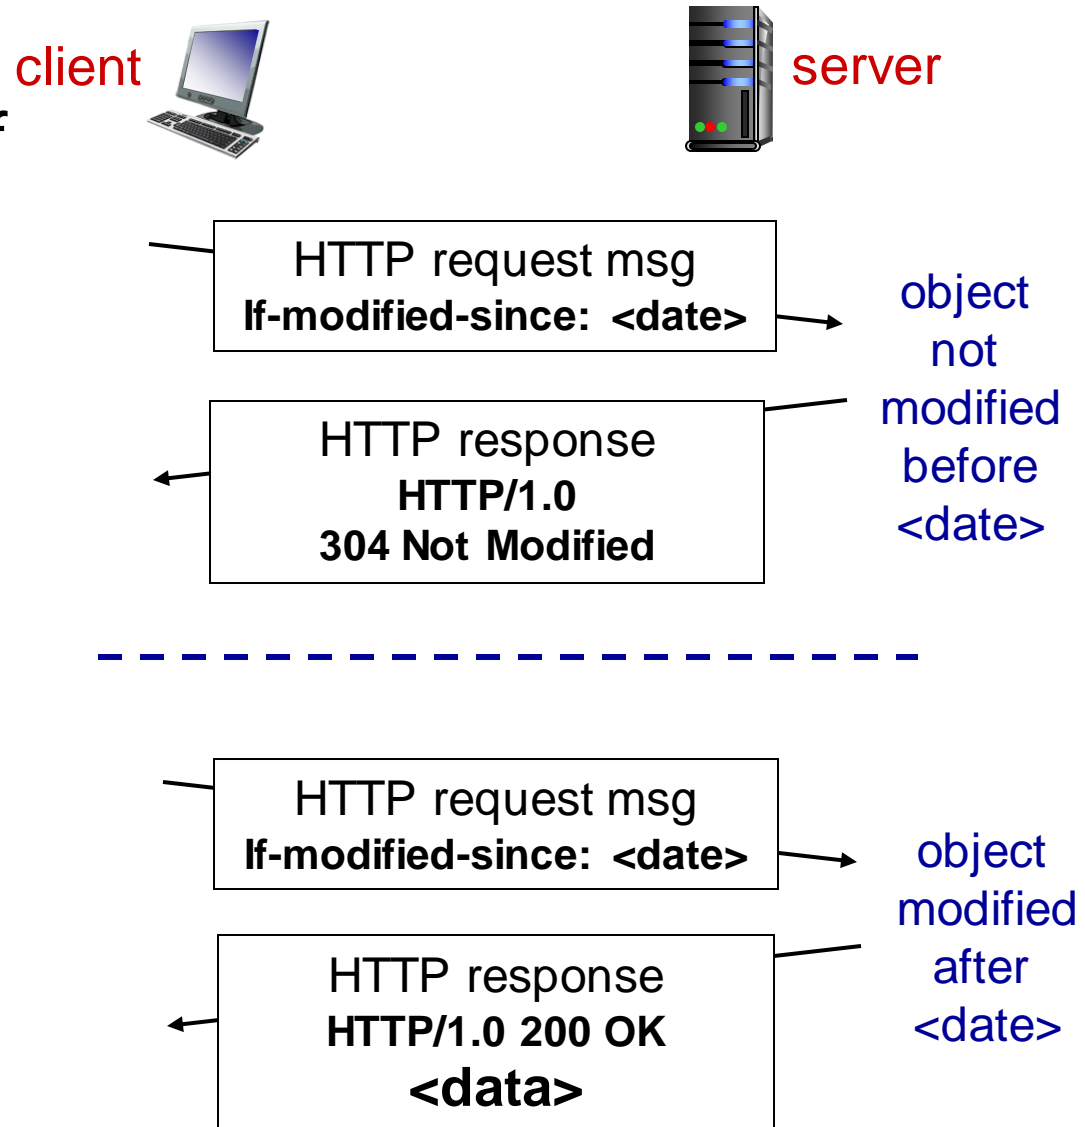 client
server
f
HTTP request msg
If-modified-since: <date>
object
not
modified
before
<date>
HTTP response
HTTP/1.0
304 Not Modified
HTTP request msg
If-modified-since: <date>
object
modified
after
<date>
HTTP response
HTTP/1.0 200 OK
<data>